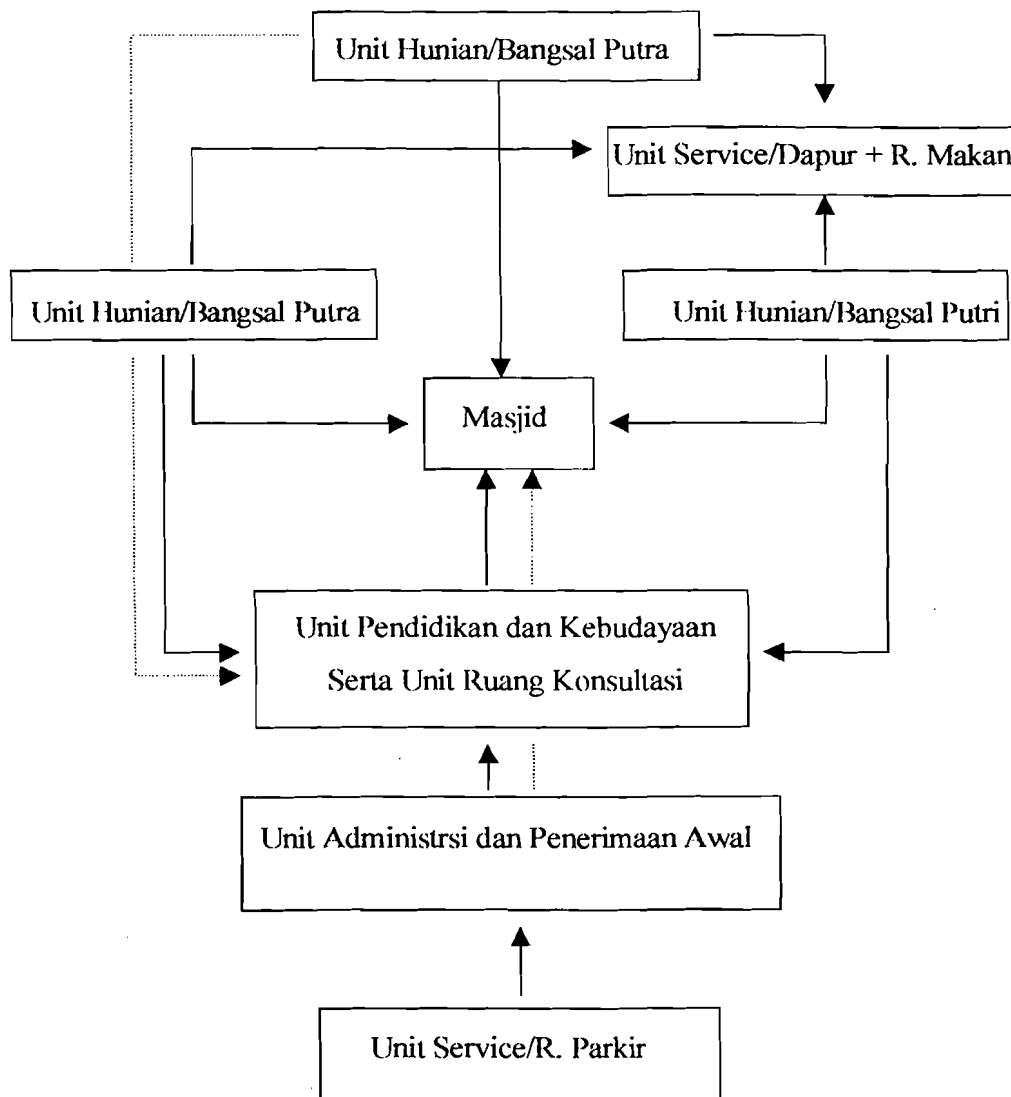 Unit Hunian/Bangsal Putra
Unit Service/Dapur + R. Makan
Unit Hunian/Bangsal Putra
Unit Hunian/Bangsal Putri
Masjid
Unit Pendidikan dan Kebudayaan
Serta Unit Ruang Konsultasi
Unit Administrsi dan Penerimaan Awal
Unit Service/R. Parkir